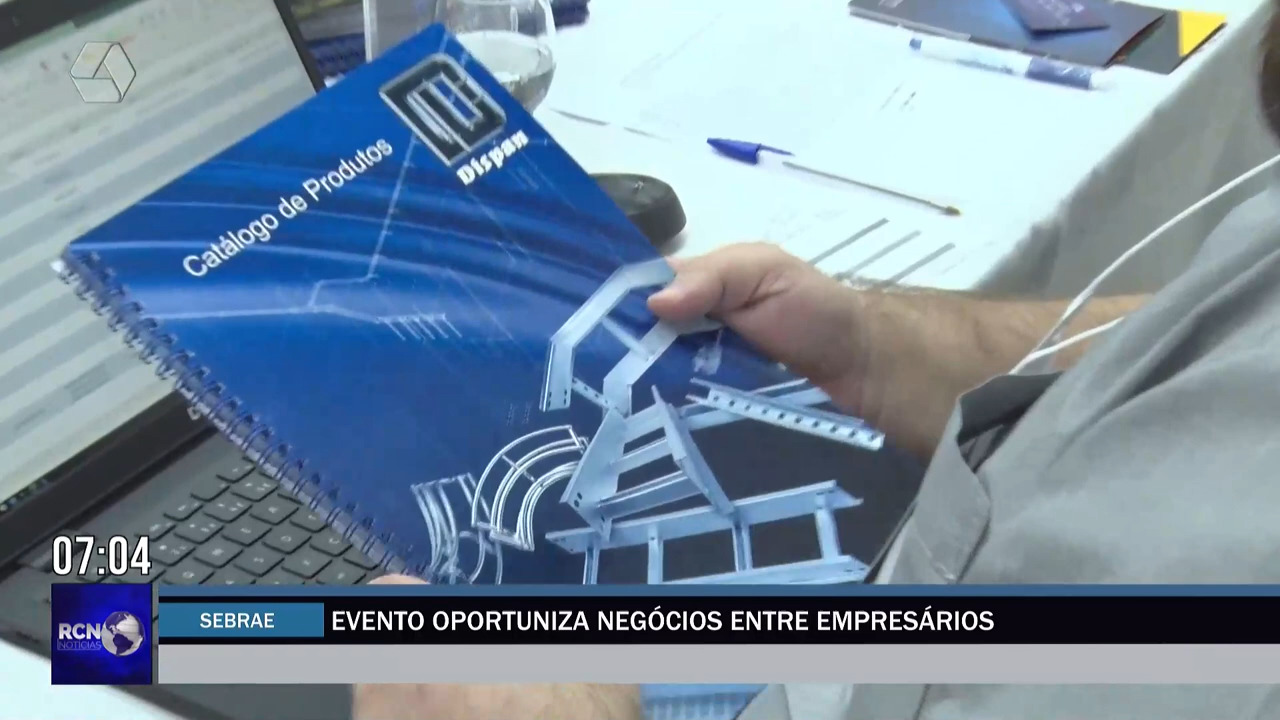 Dispan
Catálogo de Produtos
07:04
RCN
NOTÍCIAS
SEBRAE
EVENTO OPORTUNIZA NEGÓCIOS ENTRE EMPRESÁRIOS